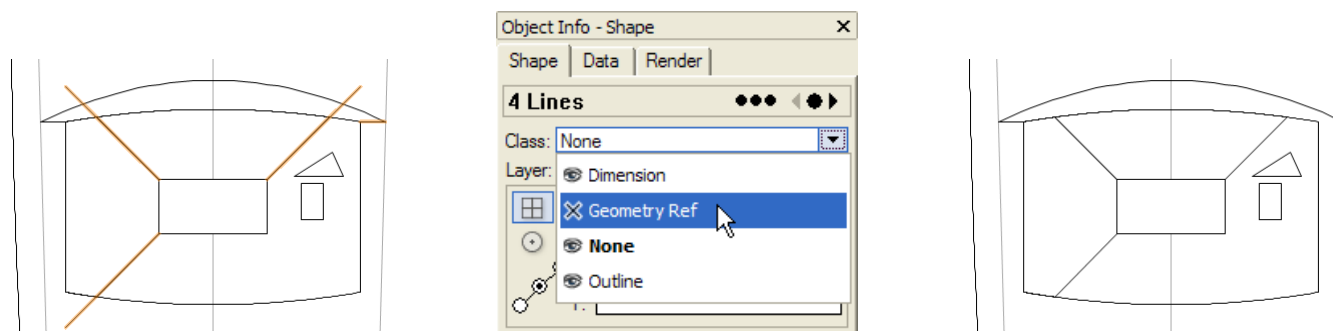 Object Info - Shape
Shape Data Render
4 Lines
Class: None
Layer:
Dimension
Geometry Ref
None
Outline